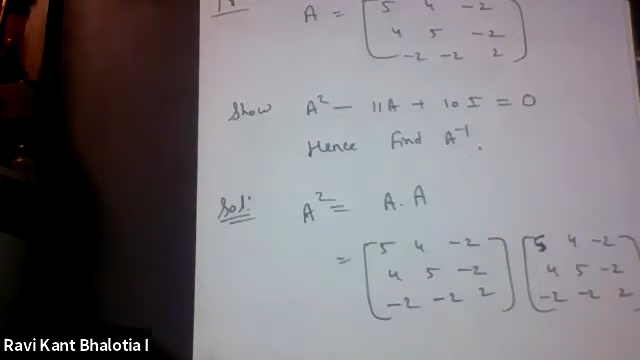 18
A = [ 5 4 -2
4 5 -2
-2 -2 2 ]
Show A² - 11A + 10I = 0
Hence find A⁻¹.
Sol:
A² = A.A
= [ 5 4 -2 ] [ 5 4 -2 ]
4 5 -2 4 5 -2
-2 -2 2 -2 -2 2
Ravi Kant Bhalotia I